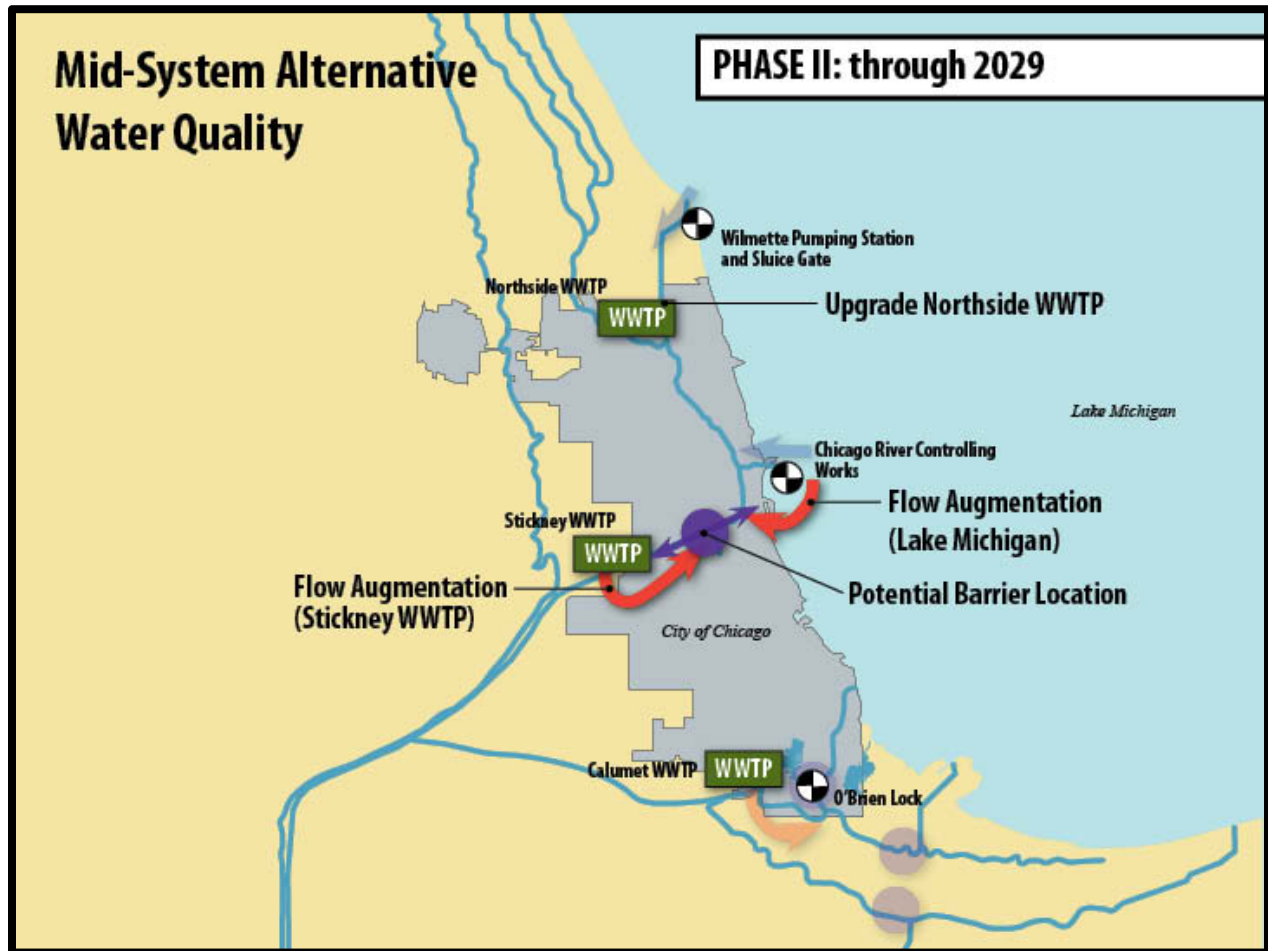 Mid-System Alternative
Water Quality
PHASE II: through 2029
Wilmette Pumping Station
and Sluice Gate
Northside WWTP
WWTP
Upgrade Northside WWTP
Lake Michigan
Chicago River Controlling
Works
Flow Augmentation
(Lake Michigan)
Stickney WWTP
WWTP
Flow Augmentation
(Stickney WWTP)
Potential Barrier Location
City of Chicago
Calumet WWTP
WWTP
O'Brien Lock